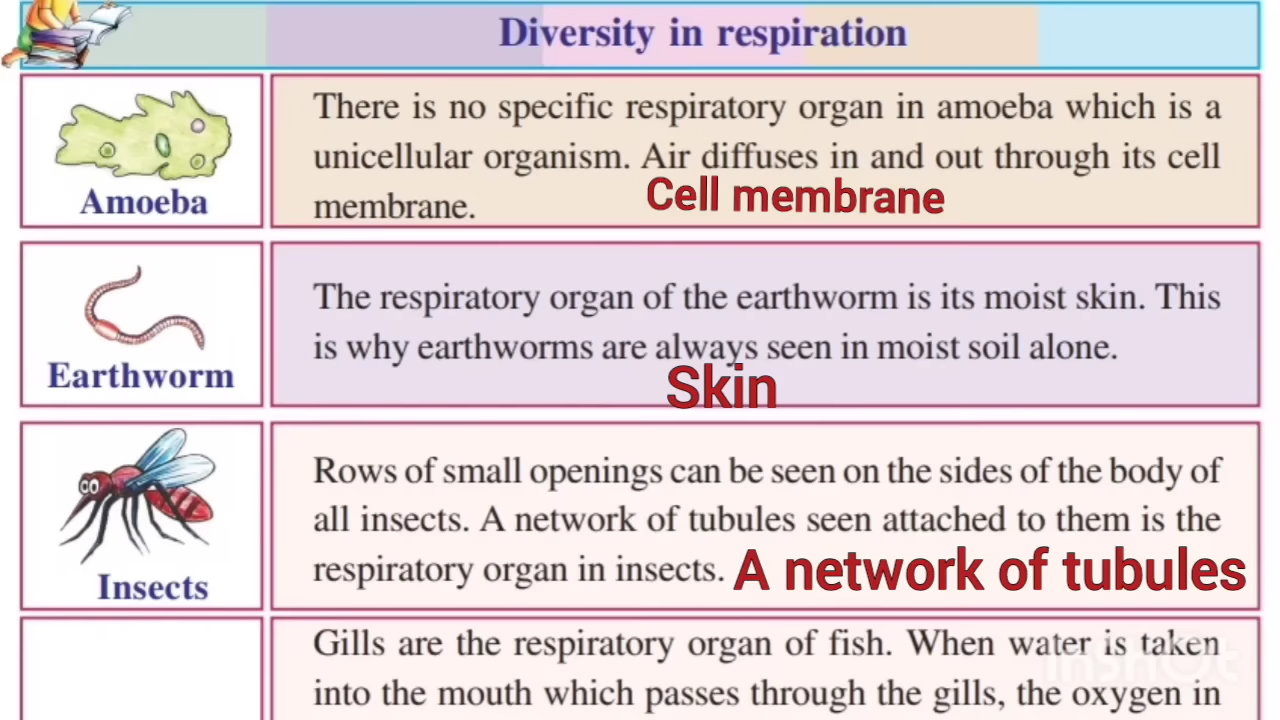 Diversity in respiration
There is no specific respiratory organ in amoeba which is a
unicellular organism. Air diffuses in and out through its cell
membrane.
Cell membrane
Amoeba
The respiratory organ of the earthworm is its moist skin. This
is why earthworms are always seen in moist soil alone.
Skin
Earthworm
Rows of small openings can be seen on the sides of the body of
all insects. A network of tubules seen attached to them is the
respiratory organ in insects.
A network of tubules
Insects
Gills are the respiratory organ of fish. When water is taken
into the mouth which passes through the gills, the oxygen in
InShOt